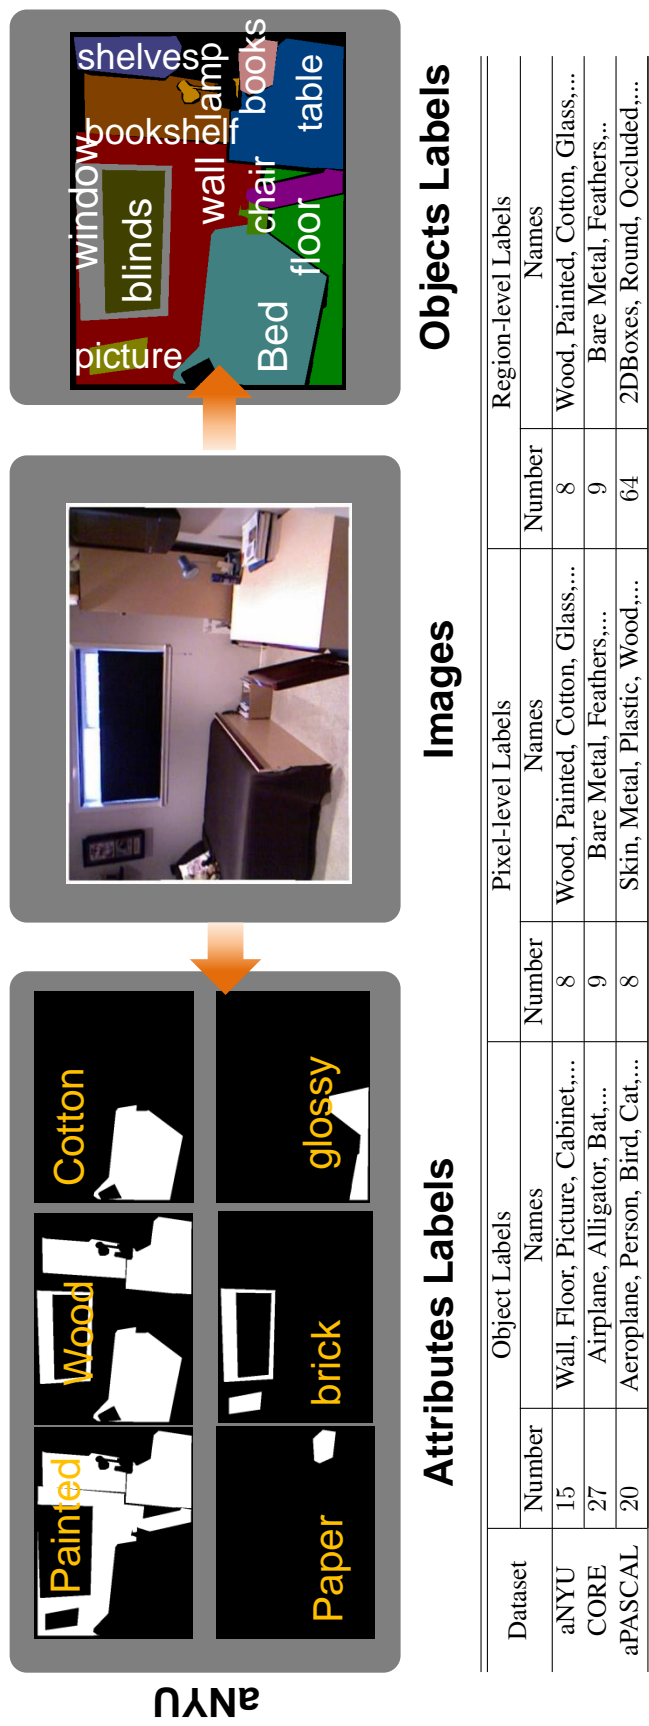 aNYU
Painted
Wood
Cotton
Paper
brick
glossy
picture
window
blinds
bookshelf
shelves
wall
lamp
books
Bed
floor
chair
table
Attributes Labels
Images
Objects Labels
Dataset Object Labels Pixel-level Labels Region-level Labels
Number Names Number Names Number Names
aNYU 15 Wall, Floor, Picture, Cabinet,... 8 Wood, Painted, Cotton, Glass,... 8 Wood, Painted, Cotton, Glass,...
CORE 27 Airplane, Alligator, Bat,... 9 Bare Metal, Feathers,... 9 Bare Metal, Feathers,..
aPASCAL 20 Aeroplane, Person, Bird, Cat,... 8 Skin, Metal, Plastic, Wood,... 64 2DBoxes, Round, Occluded,...